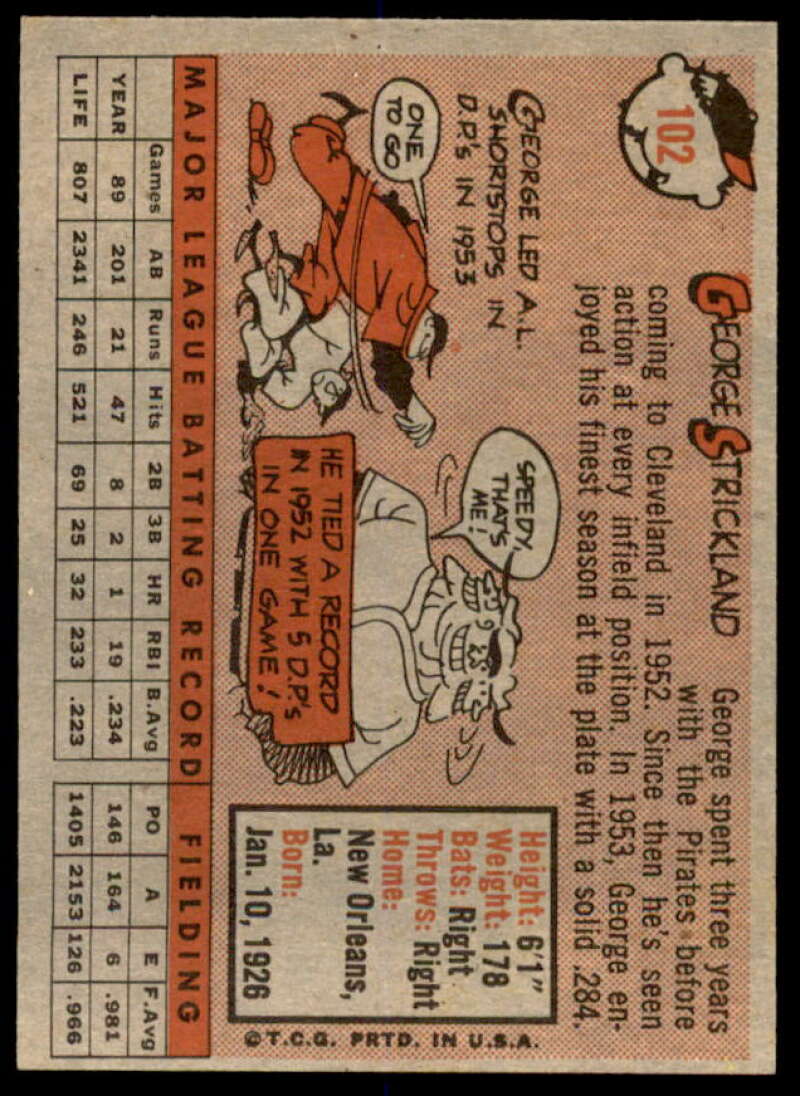 102
GEORGE STRICKLAND
George spent three years
with the Pirates before
coming to Cleveland in 1952. Since then he's seen
action at every infield position. In 1953, George en-
joyed his finest season at the plate with a solid .284.
GEORGE LED A.L.
SHORTSTOPS IN
D.P.'s IN 1953
ONE
TO GO
SPEEDY,
THAT'S
ME!
HE TIED A RECORD
IN 1952 WITH 5 D.P.'s
IN ONE GAME!
Height: 6'1"
Weight: 178
Bats: Right
Throws: Right
Home:
New Orleans,
La.
Born:
Jan. 10, 1926
©T.C.G. PRTD. IN U.S.A.
MAJOR LEAGUE BATTING RECORD FIELDING
Games AB Runs Hits 2B 3B HR RBI B.Avg PO A E F.Avg
YEAR 89 201 21 47 8 2 1 19 .234 146 164 6 .981
LIFE 807 2341 246 521 69 25 32 233 .223 1405 2153 126 .966